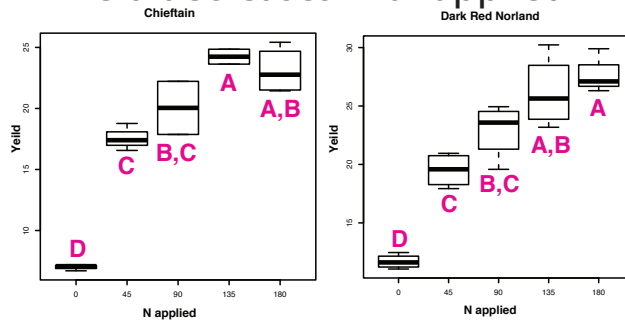 Chieftain
Yeild
25
20
15
10
D
C
B,C
A
A,B
0
45
90
135
180
N applied
Dark Red Norland
Yeild
30
25
20
15
D
C
B,C
A,B
A
0
45
90
135
180
N applied